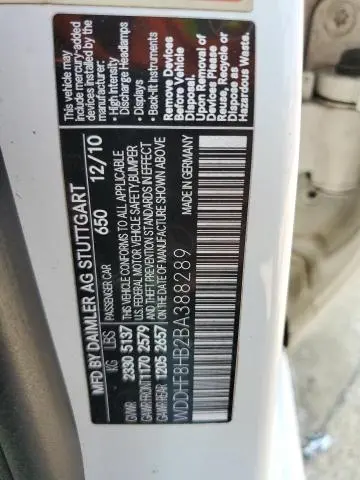 This vehicle may
include mercury-added
devices installed by the
manufacturer:
• High Intensity
Discharge Headlamps
• Displays
• Back-lit Instruments
Remove Devices
Before Vehicle
Disposal.
Upon Removal of
Devices Please
Reuse, Recycle or
Dispose as
Hazardous Waste.
MFD BY DAIMLER AG STUTTGART
PASSENGER CAR 650 12/10
KG LBS
GVWR 2330 5137
GAWR FRONT 1170 2579
GAWR REAR 1205 2657
THIS VEHICLE CONFORMS TO ALL APPLICABLE
U.S. FEDERAL MOTOR VEHICLE SAFETY, BUMPER
AND THEFT PREVENTION STANDARDS IN EFFECT
ON THE DATE OF MANUFACTURE SHOWN ABOVE
WDDHF8HB2BA388289
MADE IN GERMANY